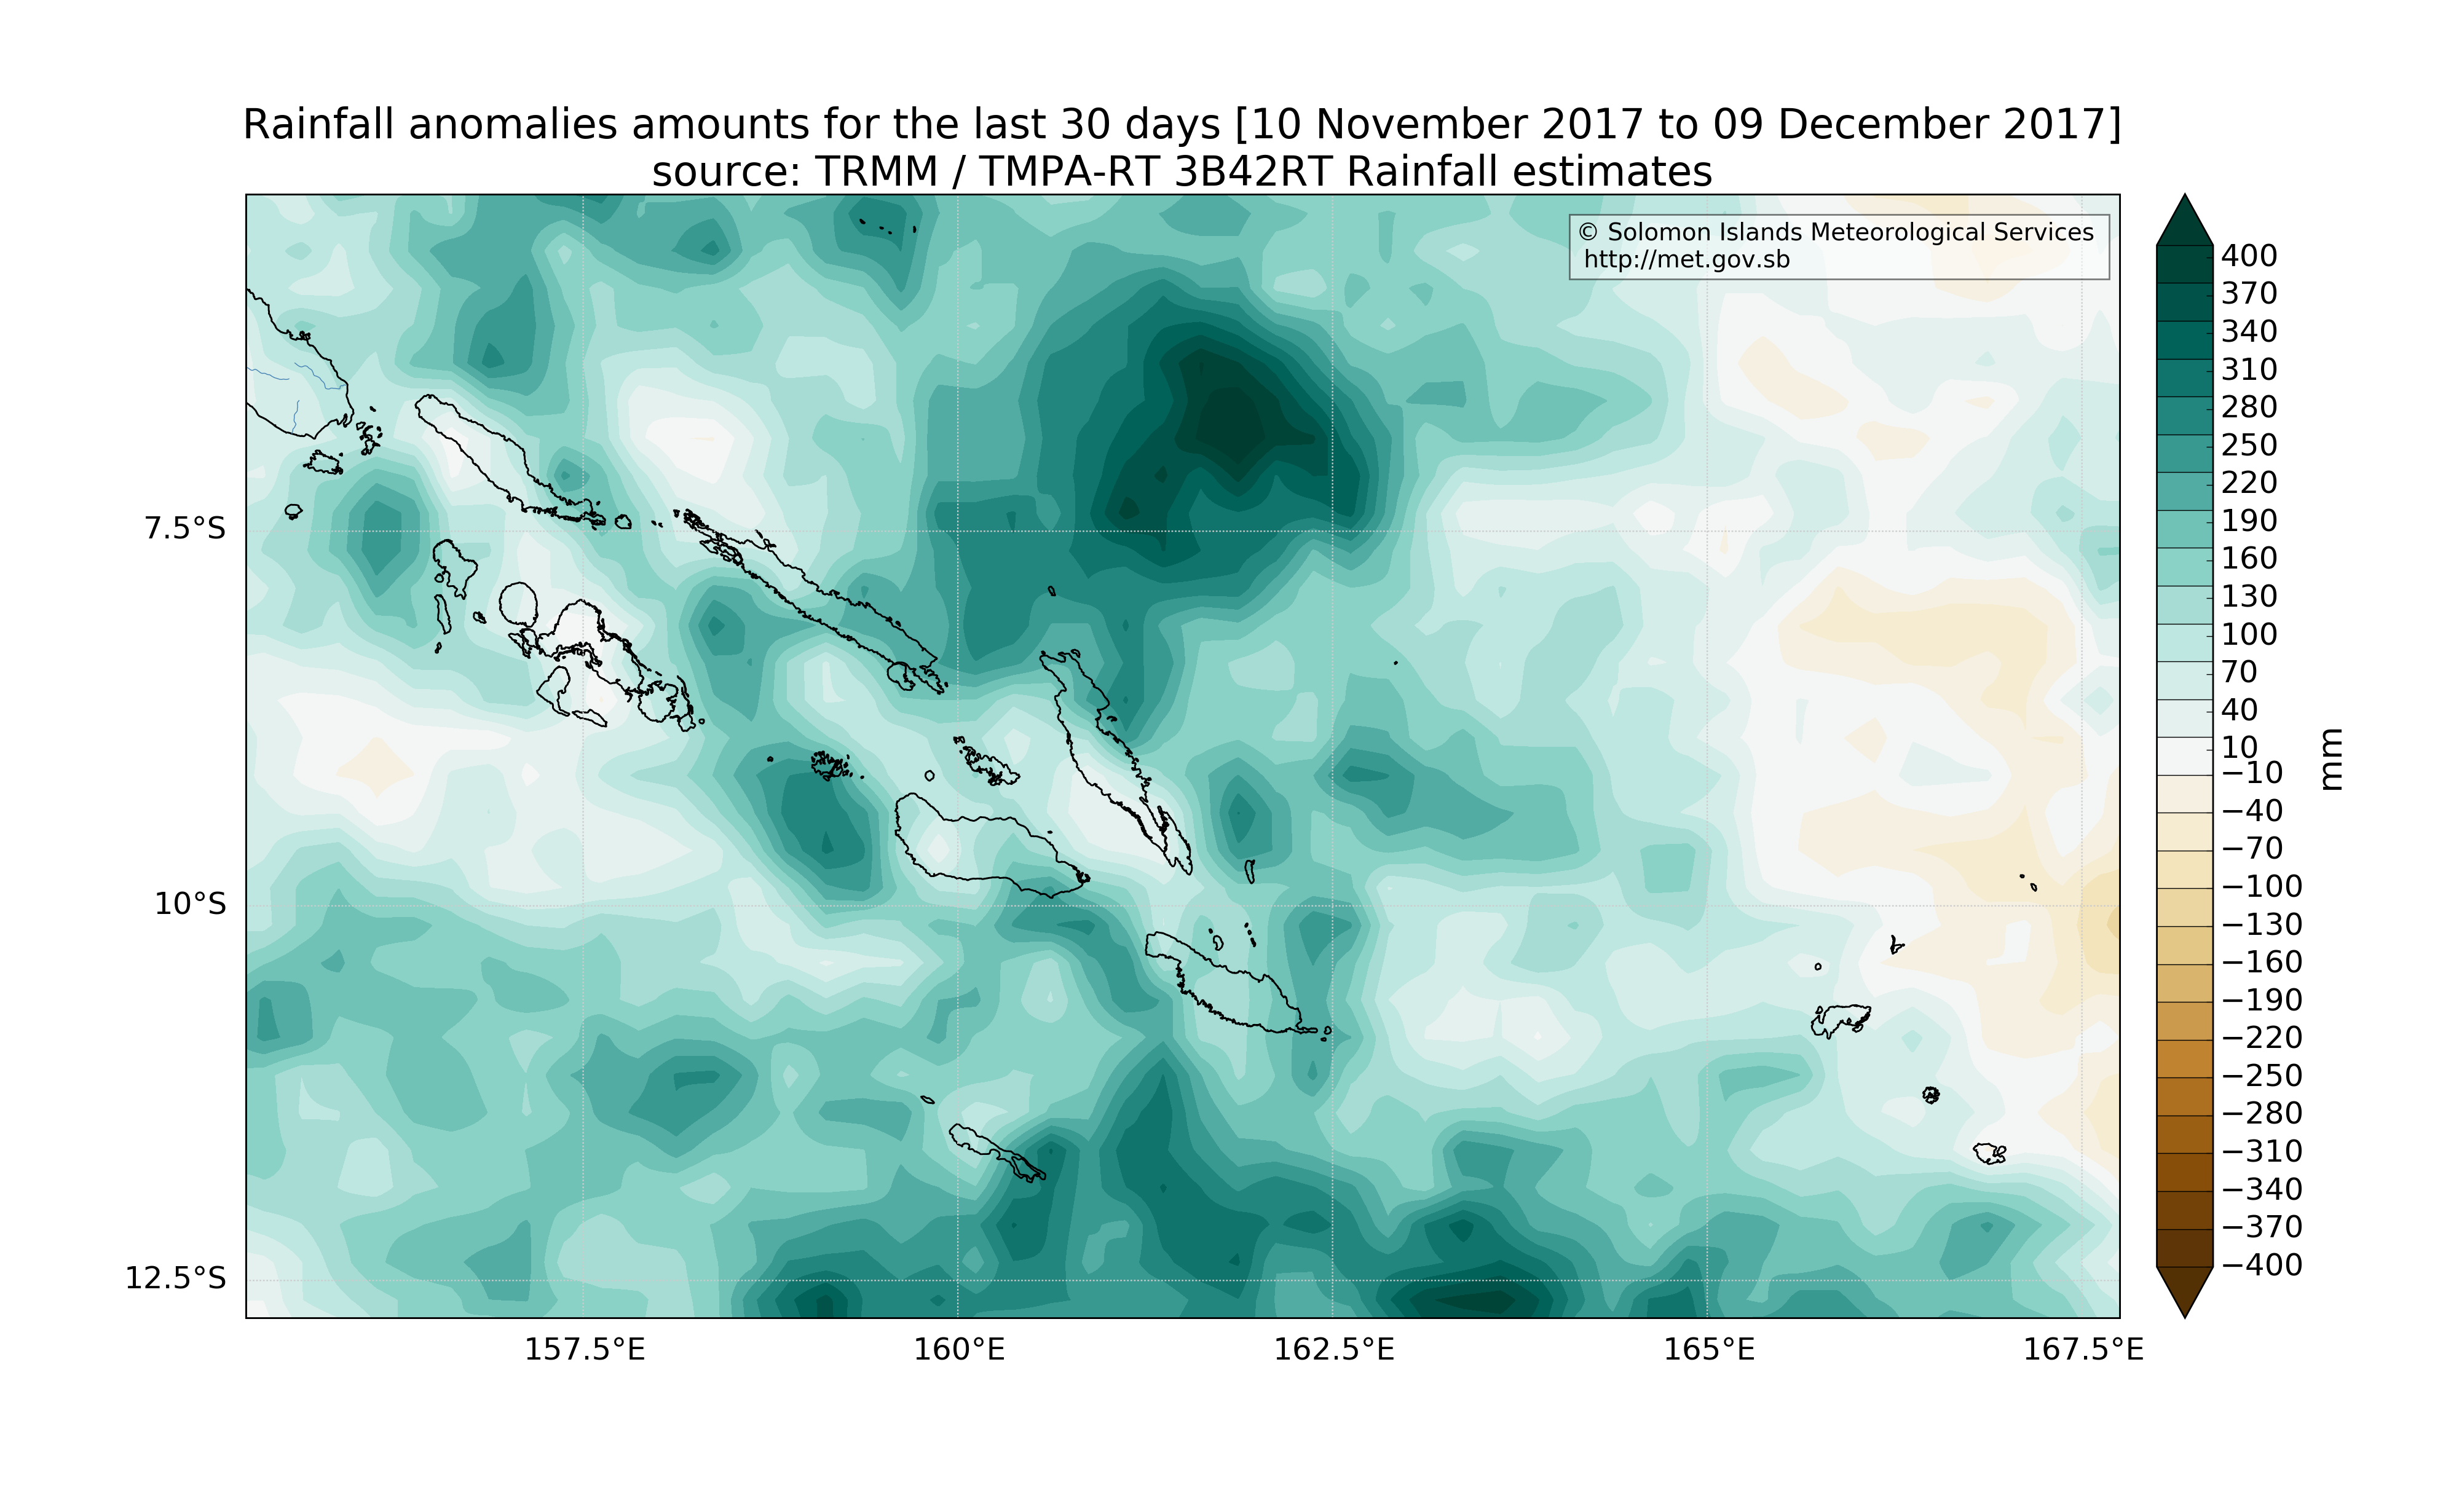 Rainfall anomalies amounts for the last 30 days [10 November 2017 to 09 December 2017]
source: TRMM / TMPA-RT 3B42RT Rainfall estimates
© Solomon Islands Meteorological Services
http://met.gov.sb
7.5°S
10°S
12.5°S
157.5°E
160°E
162.5°E
165°E
167.5°E
400
370
340
310
280
250
220
190
160
130
100
70
40
10
−10
−40
−70
−100
−130
−160
−190
−220
−250
−280
−310
−340
−370
−400
mm